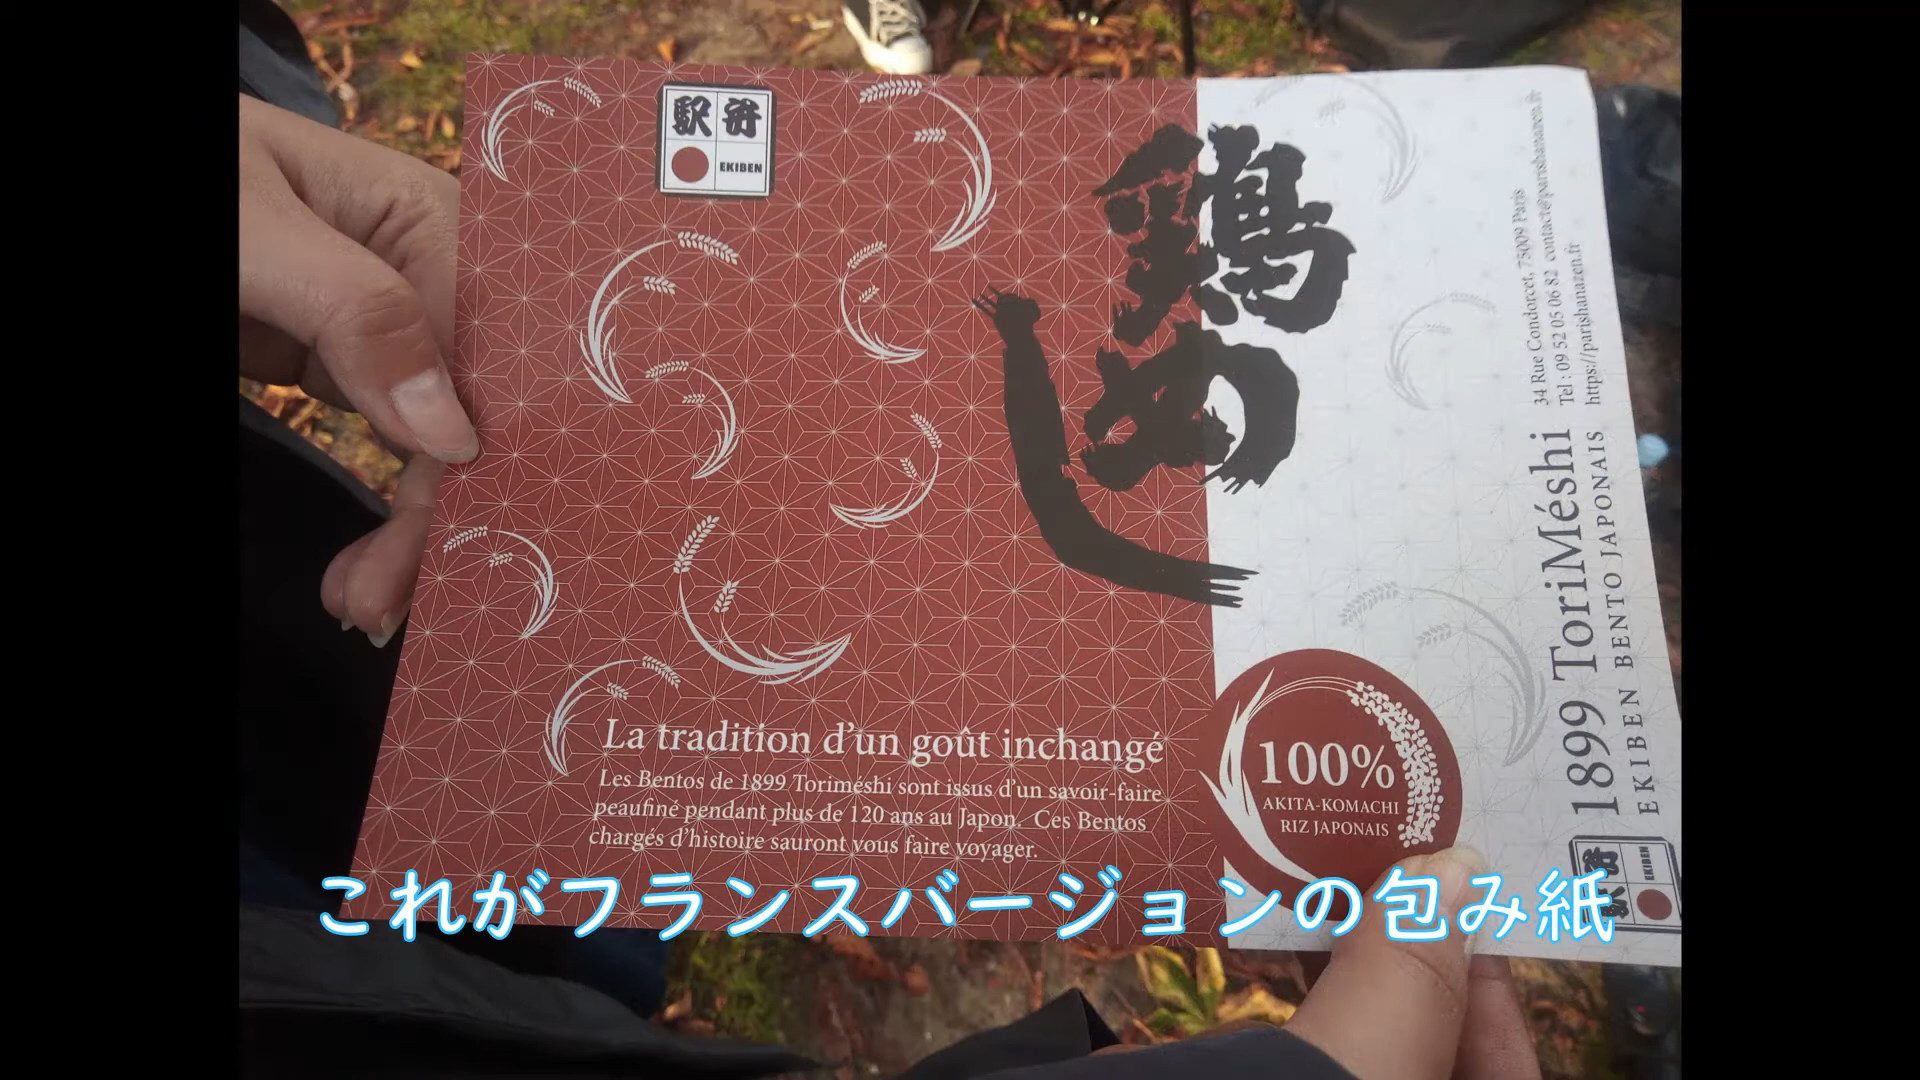 駅弁
EKIBEN
鶏めし
La tradition d'un goût inchangé
Les Bentos de 1899 Toriméshi sont issus d'un savoir-faire
peaufiné pendant plus de 120 ans au Japon. Ces Bentos
chargés d'histoire sauront vous faire voyager.
100%
AKITA-KOMACHI
RIZ JAPONAIS
1899 ToriMéshi
EKIBEN BENTO JAPONAIS
34 Rue Condorcet, 75009 Paris
Tel : 09 52 05 06 82 contact@parishanazen.fr
https://parishanazen.fr
駅弁
EKIBEN
これがフランスバージョンの包み紙